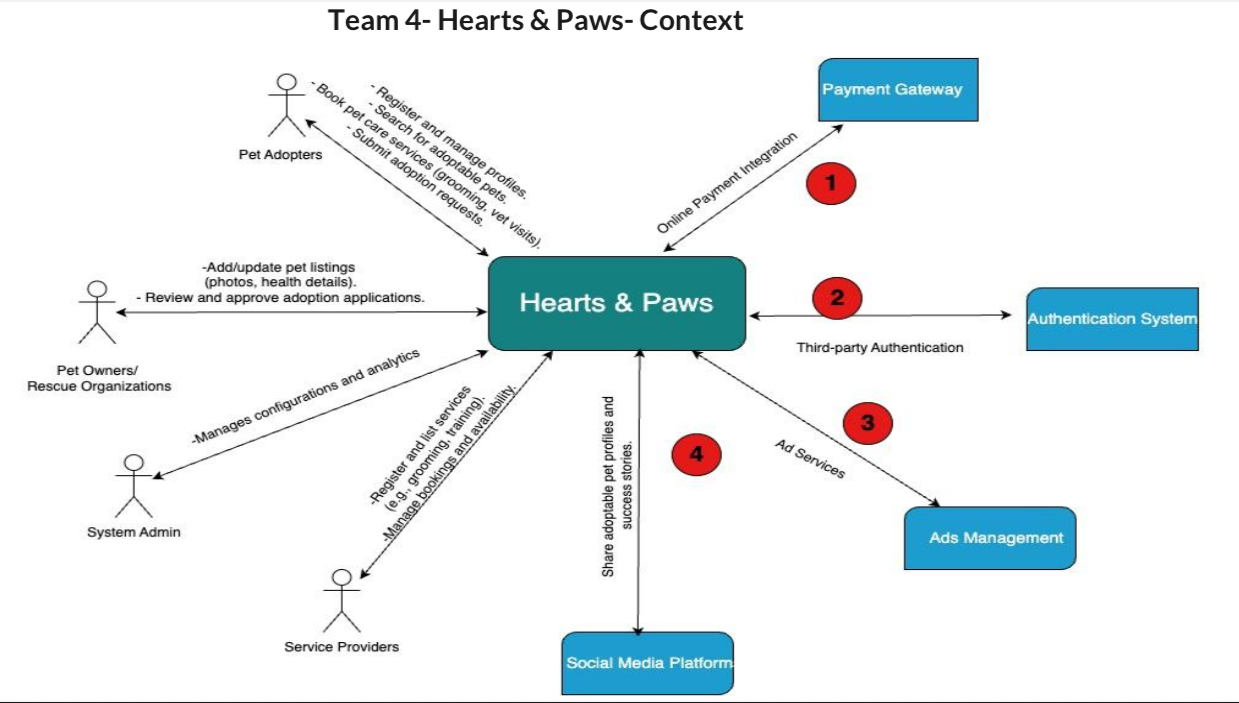 Team 4- Hearts & Paws- Context
Pet Adopters
- Register and manage profiles.
- Search for adoptable pets.
- Book pet care services (grooming, vet visits).
- Submit adoption requests.
Payment Gateway
Online Payment Integration
1
-Add/update pet listings
(photos, health details).
- Review and approve adoption applications.
Pet Owners/
Rescue Organizations
Hearts & Paws
2
Third-party Authentication
Authentication System
-Manages configurations and analytics
System Admin
-Register and list services
(e.g., grooming, training).
-Manage bookings and availability.
Service Providers
Share adoptable pet profiles and
success stories.
4
Social Media Platform
3
Ad Services
Ads Management